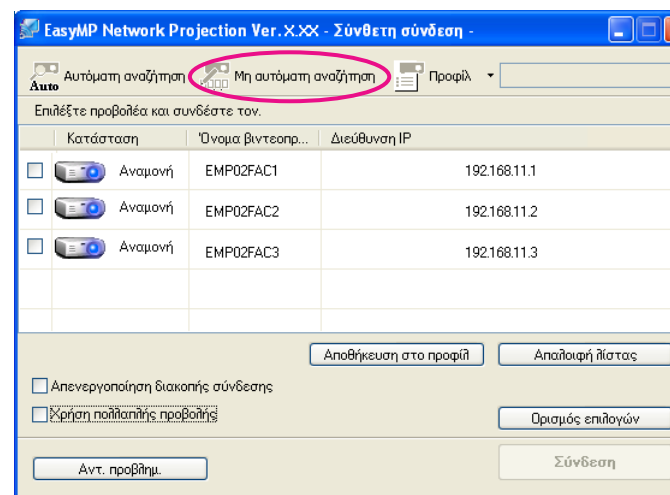 EasyMP Network Projection Ver.X.XX - Σύνθετη σύνδεση -
Auto Αυτόματη αναζήτηση Μη αυτόματη αναζήτηση Προφίλ
Επιλέξτε προβολέα και συνδέστε τον.
Κατάσταση Όνομα βιντεοπρ... Διεύθυνση IP
Αναμονή EMP02FAC1 192.168.11.1
Αναμονή EMP02FAC2 192.168.11.2
Αναμονή EMP02FAC3 192.168.11.3
Αποθήκευση στο προφίλ Απαλοιφή λίστας
Απενεργοποίηση διακοπής σύνδεσης
Χρήση πολλαπλής προβολής Ορισμός επιλογών
Αντ. προβλημ. Σύνδεση